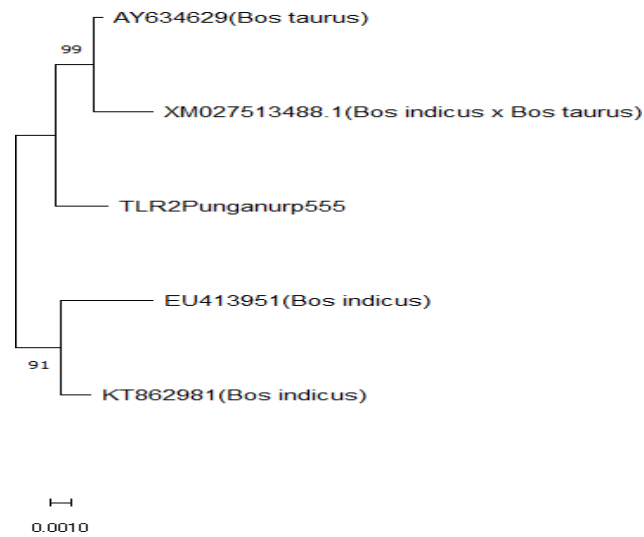 AY634629(Bos taurus)
99
XM027513488.1(Bos indicus x Bos taurus)
TLR2Punganurp555
EU413951(Bos indicus)
91
KT862981(Bos indicus)
0.0010